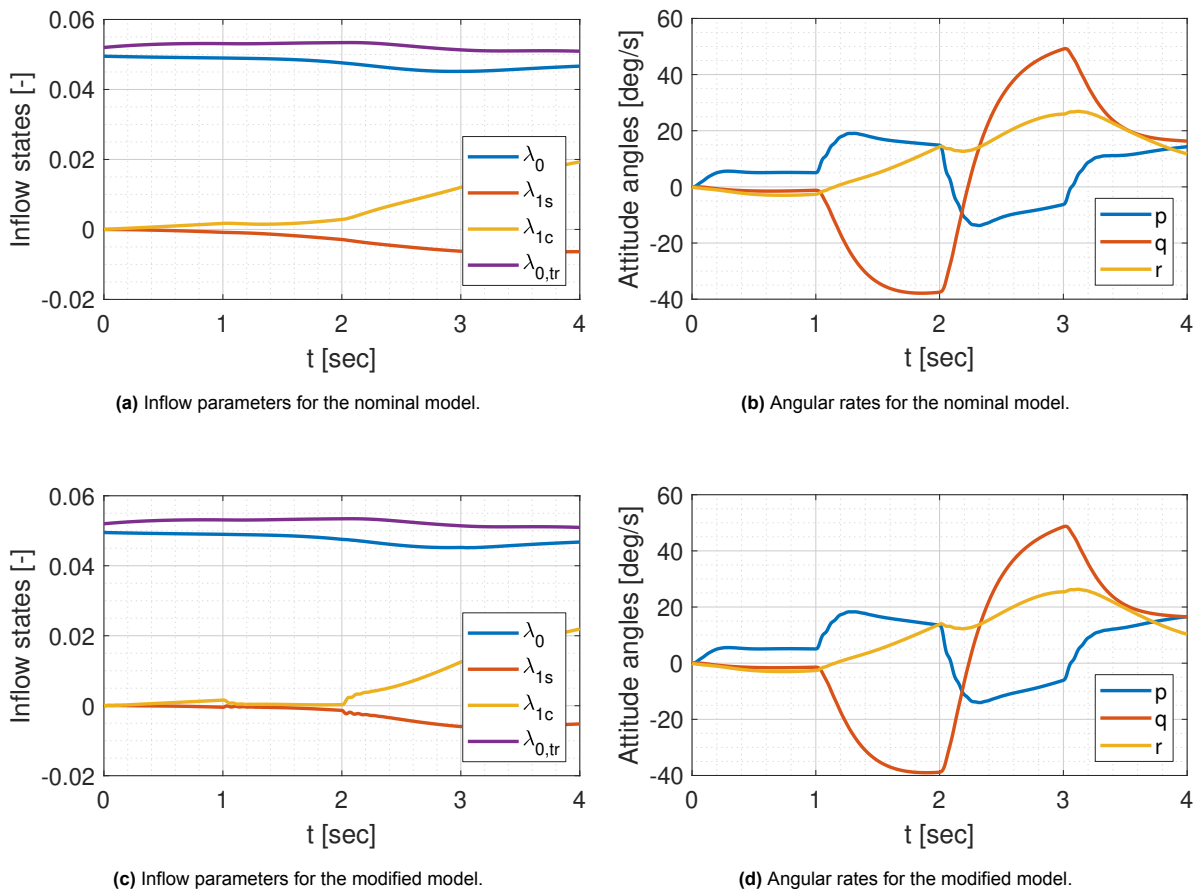 0.06
0.04
0.02
0
-0.02
Inflow states [-]
λ0
λ1s
λ1c
λ0,tr
0 1 2 3 4
t [sec]
(a) Inflow parameters for the nominal model.
60
40
20
0
-20
-40
Attitude angles [deg/s]
p
q
r
0 1 2 3 4
t [sec]
(b) Angular rates for the nominal model.
0.06
0.04
0.02
0
-0.02
Inflow states [-]
λ0
λ1s
λ1c
λ0,tr
0 1 2 3 4
t [sec]
(c) Inflow parameters for the modified model.
60
40
20
0
-20
-40
Attitude angles [deg/s]
p
q
r
0 1 2 3 4
t [sec]
(d) Angular rates for the modified model.